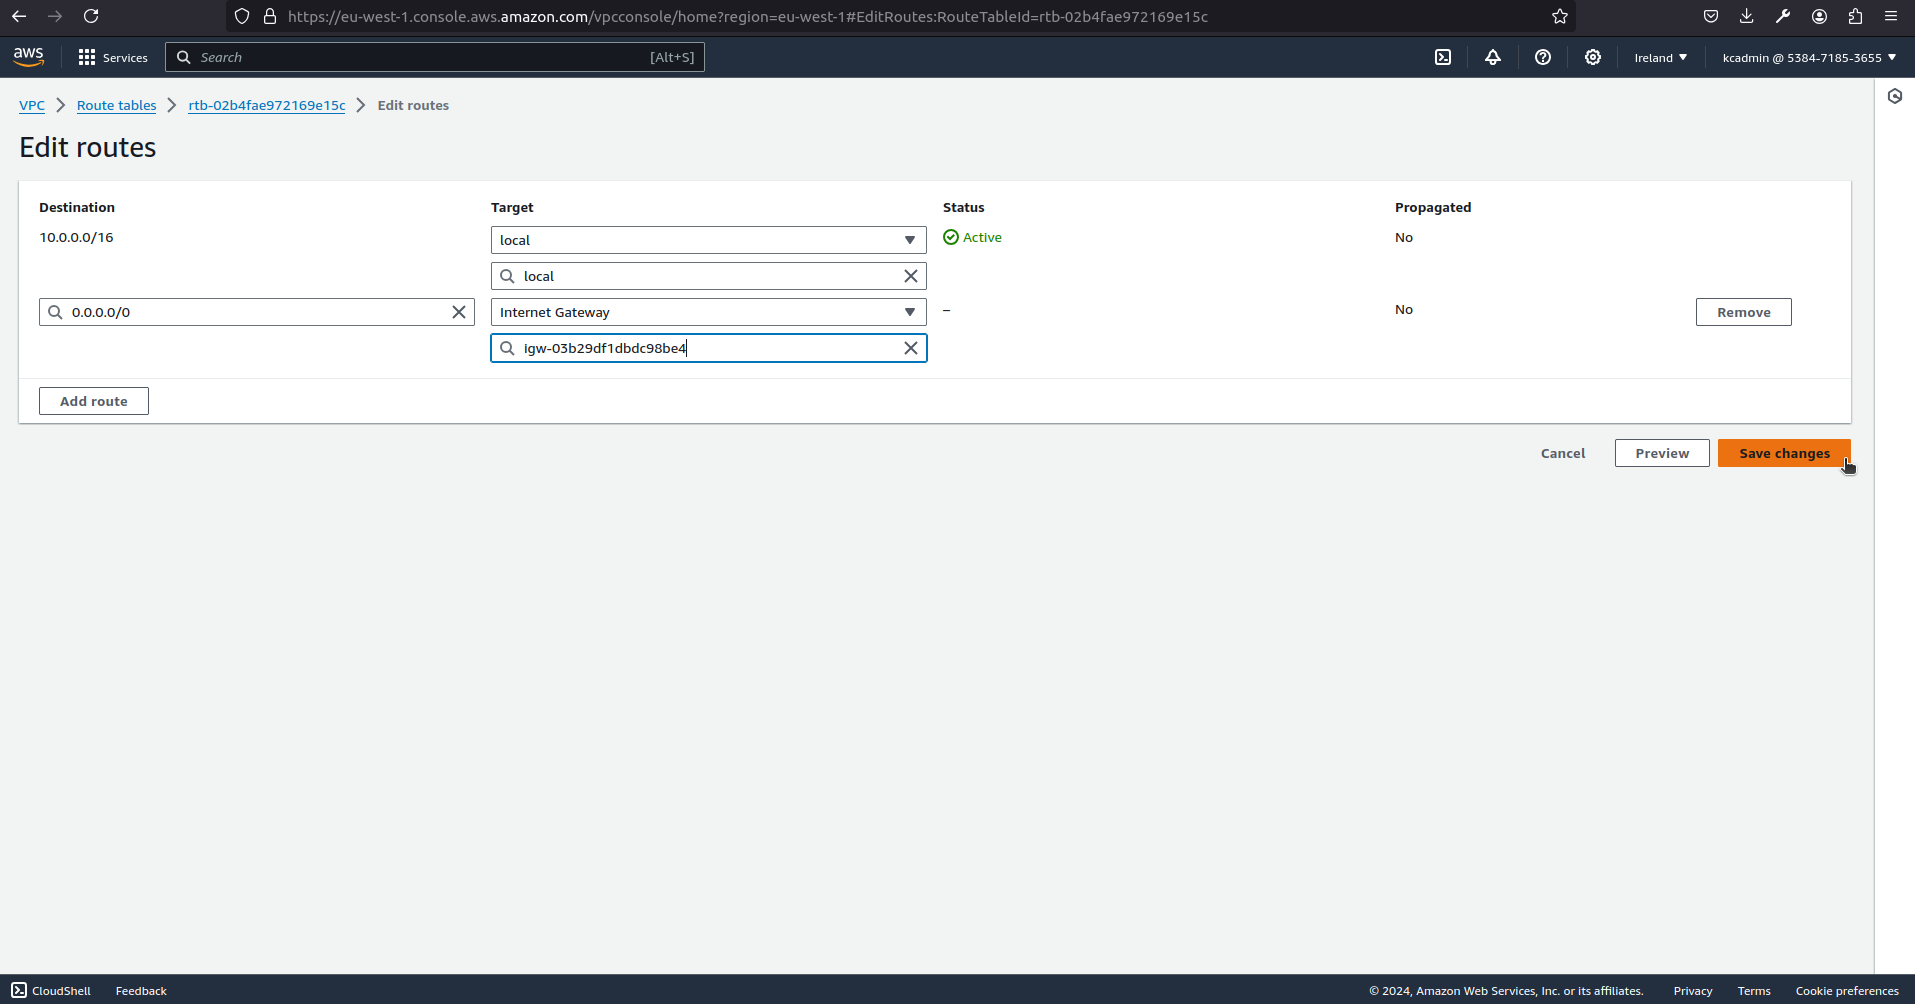 https://eu-west-1.console.aws.amazon.com/vpcconsole/home?region=eu-west-1#EditRoutes:RouteTableId=rtb-02b4fae972169e15c
aws Services Search [Alt+S] Ireland kcadmin @ 5384-7185-3655
VPC Route tables rtb-02b4fae972169e15c Edit routes
Edit routes
Destination Target Status Propagated
10.0.0.0/16 local Active No
local
0.0.0.0/0 Internet Gateway – No Remove
igw-03b29df1dbdc98be4
Add route
Cancel Preview Save changes
CloudShell Feedback © 2024, Amazon Web Services, Inc. or its affiliates. Privacy Terms Cookie preferences